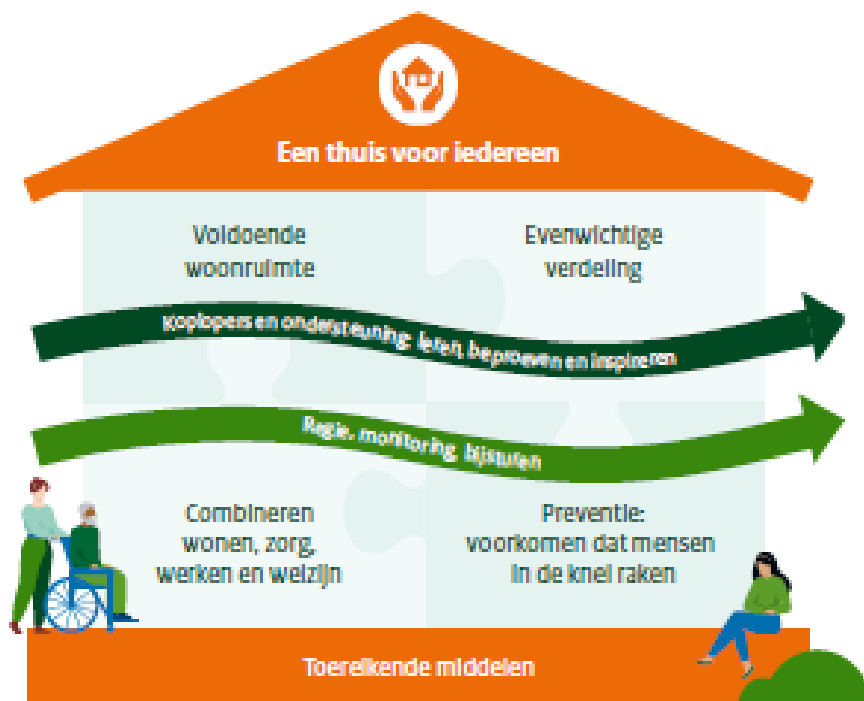 Een thuis voor iedereen
Voldoende
woonruimte
Evenwichtige
verdeling
Koplopers en ondersteuning: leren, beproeven en inspireren
Regie, monitoring, bijsturen
Combineren
wonen, zorg,
werken en welzijn
Preventie:
voorkomen dat mensen
in de knel raken
Toereikende middelen